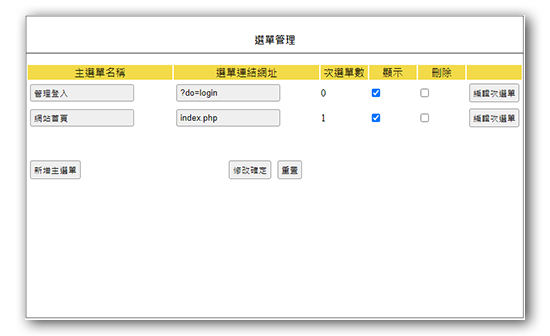 選單管理
主選單名稱 選單連結網址 次選單數 顯示 刪除
管理登入 ?do=login 0 編輯次選單
網站首頁 index.php 1 編輯次選單
新增主選單 修改確定 重置